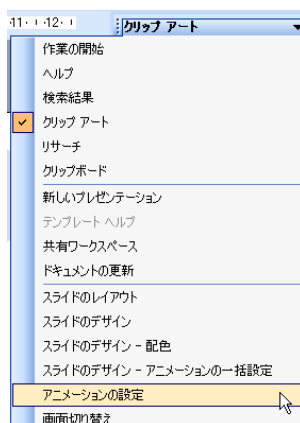 11 · 12 · クリップ アート
作業の開始
ヘルプ
検索結果
クリップ アート
リサーチ
クリップボード
新しいプレゼンテーション
テンプレート ヘルプ
共有ワークスペース
ドキュメントの更新
スライドのレイアウト
スライドのデザイン
スライドのデザイン - 配色
スライドのデザイン - アニメーションの一括設定
アニメーションの設定
画面切り替え